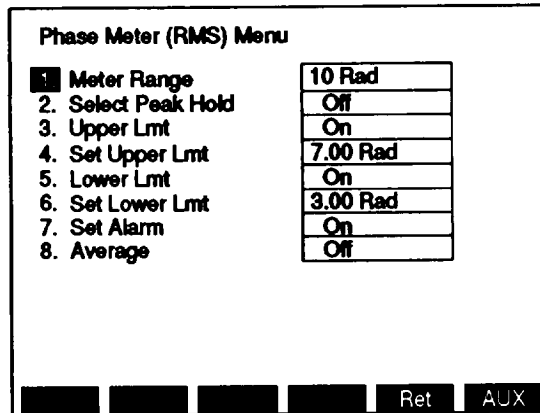 Phase Meter (RMS) Menu
1 Meter Range 10 Rad
2. Select Peak Hold Off
3. Upper Lmt On
4. Set Upper Lmt 7.00 Rad
5. Lower Lmt On
6. Set Lower Lmt 3.00 Rad
7. Set Alarm On
8. Average Off
Ret AUX